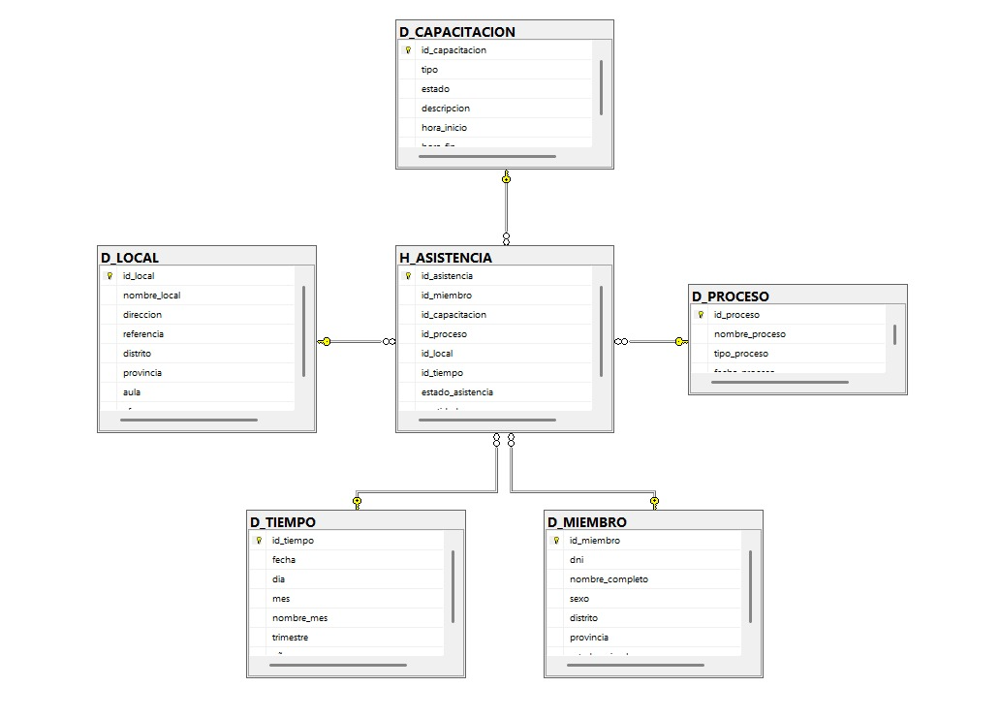 D_CAPACITACION
id_capacitacion
tipo
estado
descripcion
hora_inicio
D_LOCAL
id_local
nombre_local
direccion
referencia
distrito
provincia
aula
H_ASISTENCIA
id_asistencia
id_miembro
id_capacitacion
id_proceso
id_local
id_tiempo
estado_asistencia
D_PROCESO
id_proceso
nombre_proceso
tipo_proceso
D_TIEMPO
id_tiempo
fecha
dia
mes
nombre_mes
trimestre
D_MIEMBRO
id_miembro
dni
nombre_completo
sexo
distrito
provincia